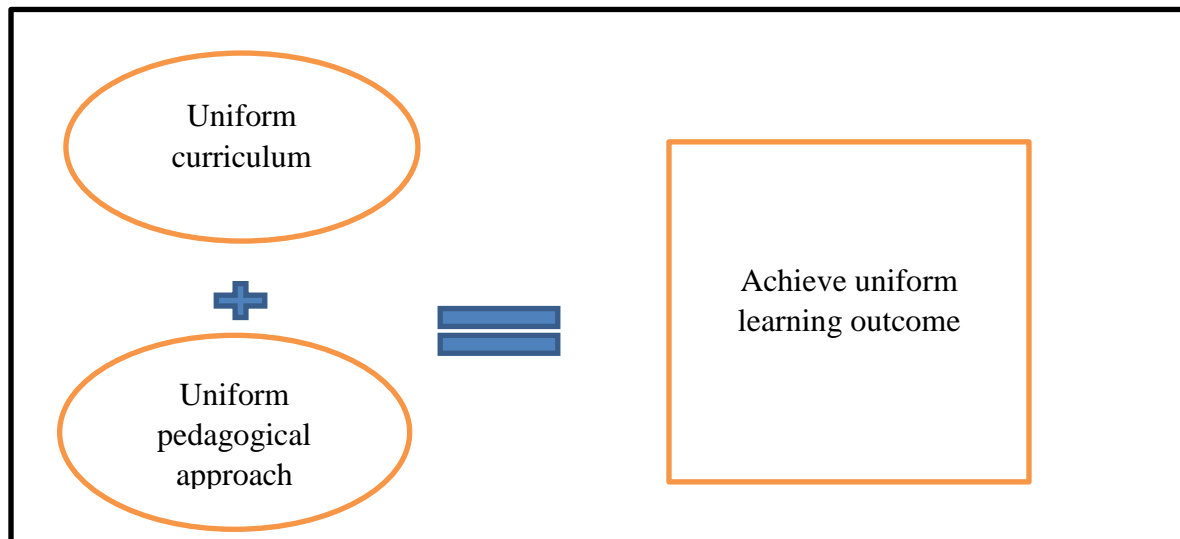 Uniform
curriculum
Uniform
pedagogical
approach
Achieve uniform
learning outcome